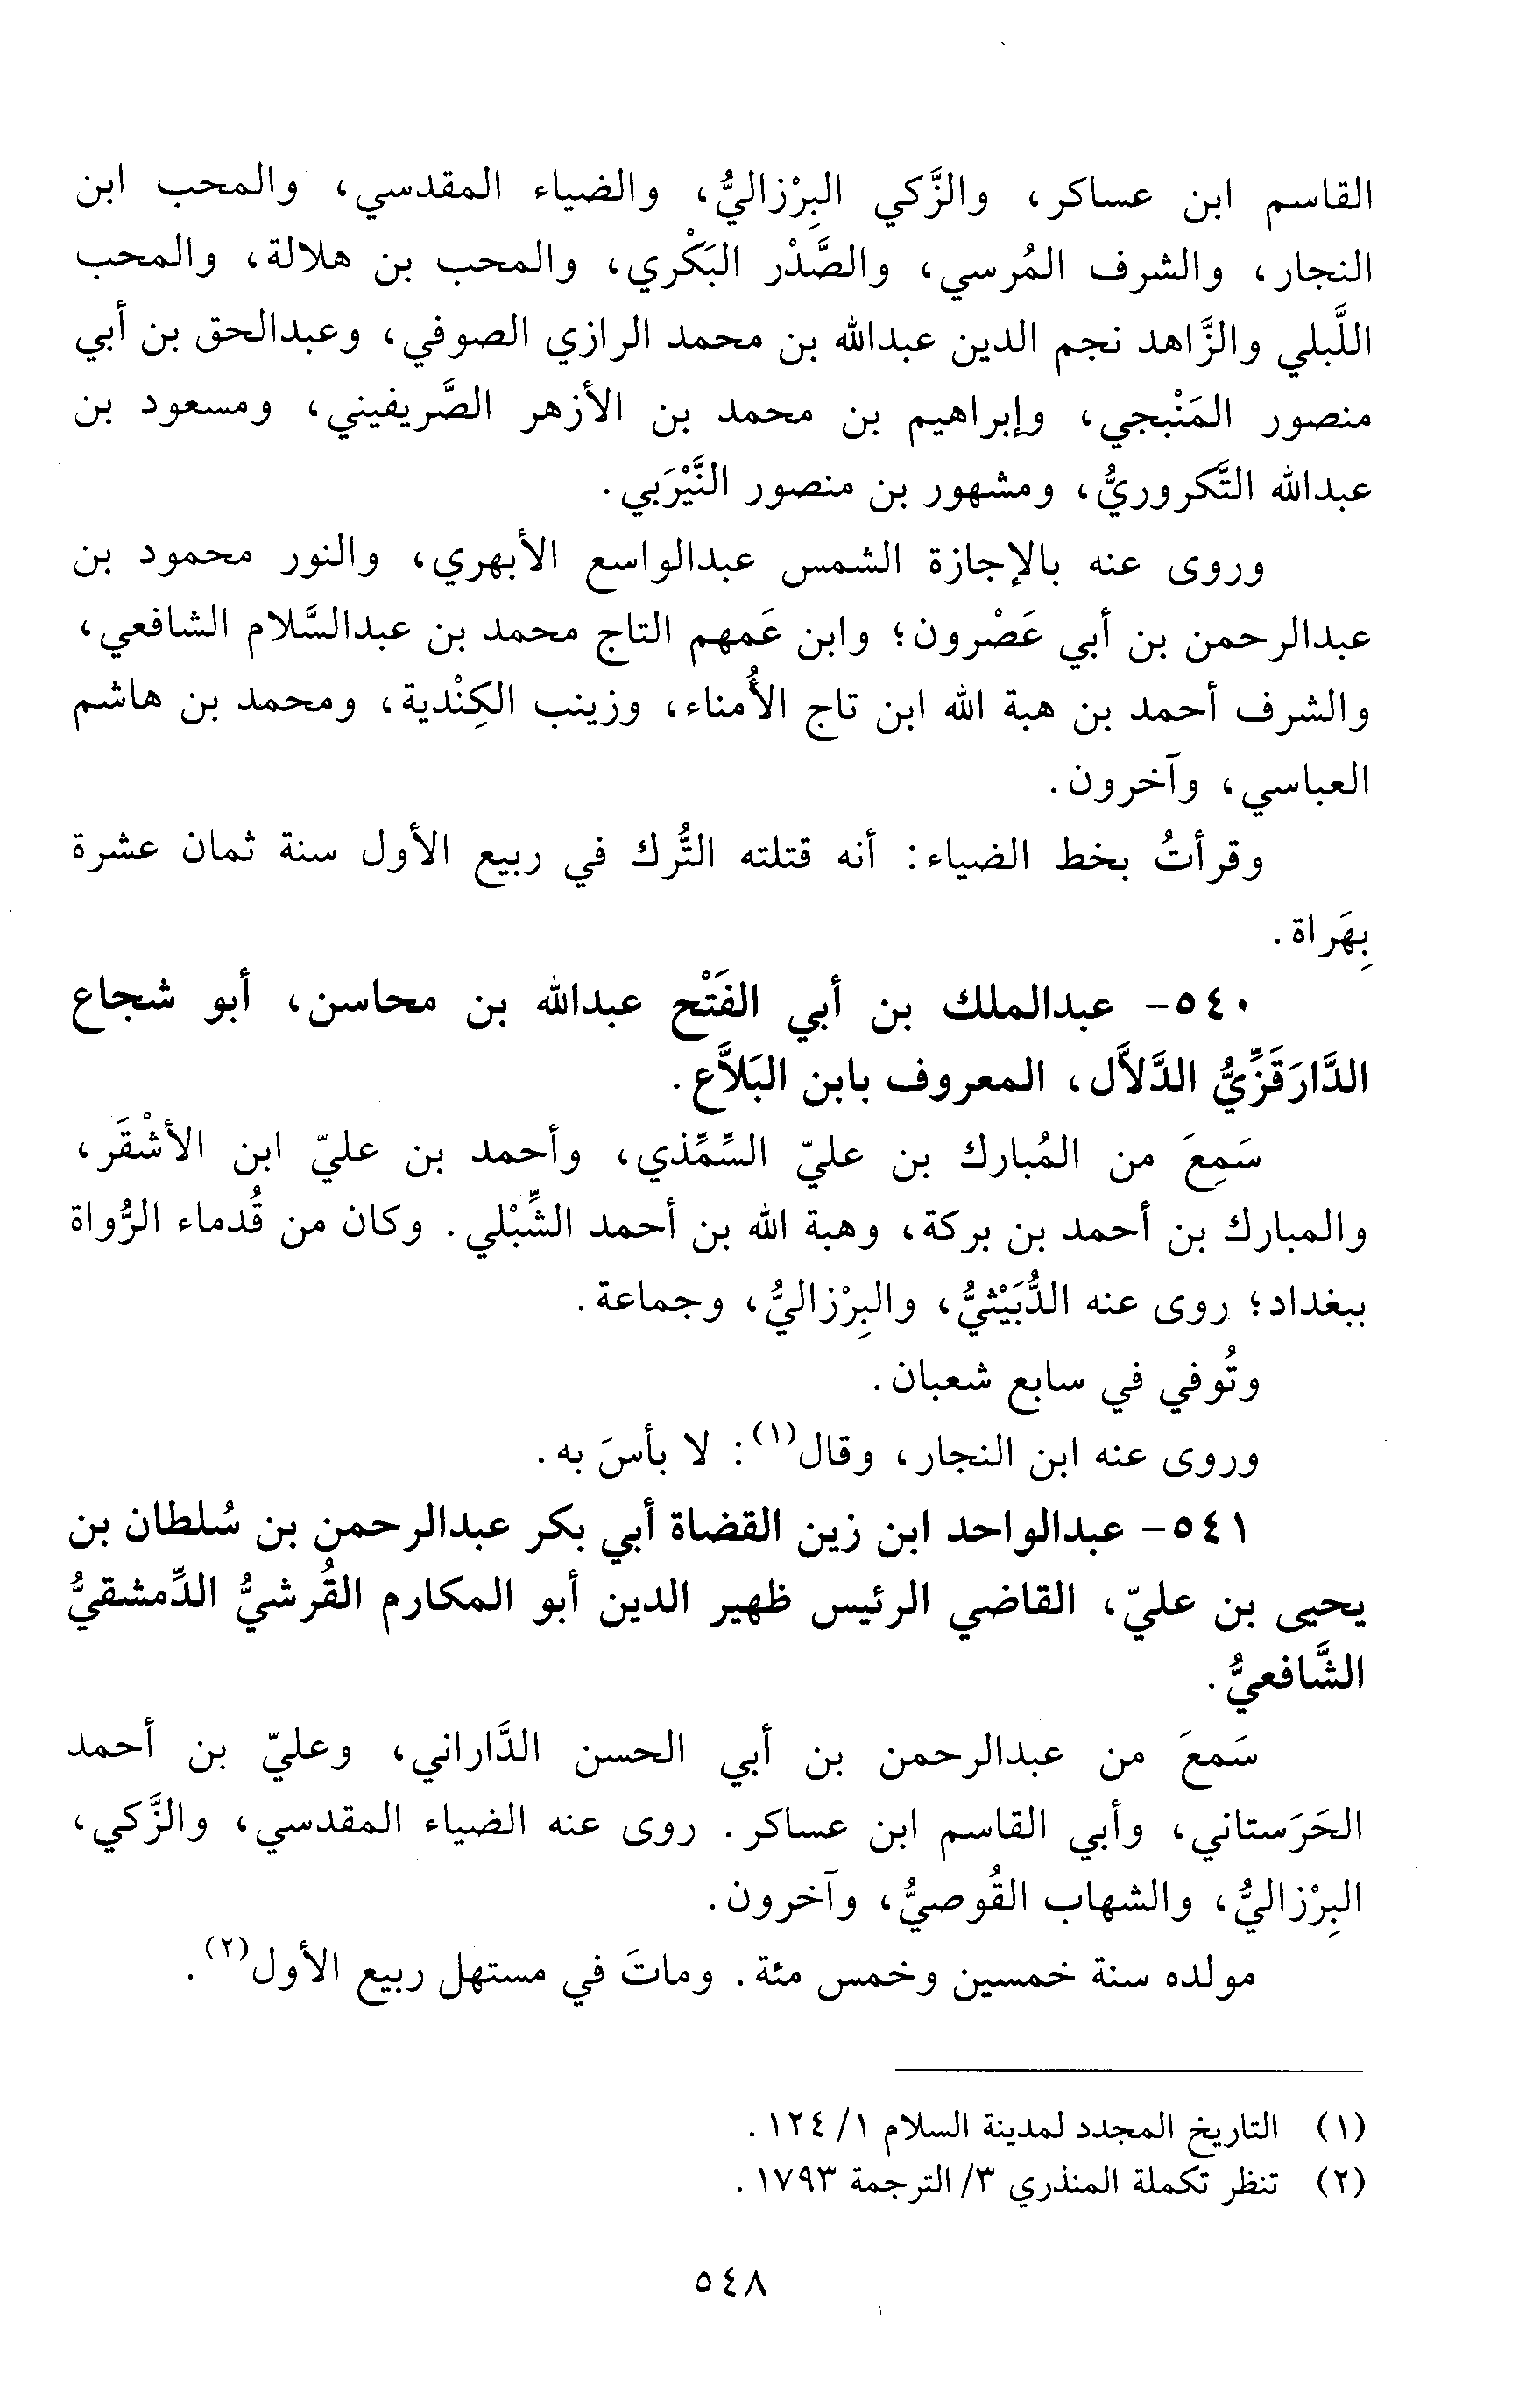 القاسم ابن عساكر، والزَّكي البِرْزاليُّ، والضياء المقدسي، والمحب ابن
النجار، والشرف المُرسي، والصَّدْر البَكْري، والمحب بن هلالة، والمحب
اللَّبلي والزَّاهد نجم الدين عبدالله بن محمد الرازي الصوفي، وعبدالحق بن أبي
منصور المَنْبجي، وإبراهيم بن محمد بن الأزهر الصَّريفيني، ومسعود بن
عبدالله التَّكروريُّ، ومشهور بن منصور النَّيْرَبي.
وروى عنه بالإجازة الشمس عبدالواسع الأبهري، والنور محمود بن
عبدالرحمن بن أبي عَصْرون؛ وابن عَمهم التاج محمد بن عبدالسَّلام الشافعي،
والشرف أحمد بن هبة الله ابن تاج الأُمناء، وزينب الكِنْدية، ومحمد بن هاشم
العباسي، وآخرون.
وقرأتُ بخط الضياء: أنه قتلته التُّرك في ربيع الأول سنة ثمان عشرة
بِهَراة.
٥٤٠- عبدالملك بن أبي الفَتْح عبدالله بن محاسن، أبو شجاع
الدَّارَقَزِّيُّ الدَّلاَّل، المعروف بابن البَلاَّع.
سَمِعَ من المُبارك بن عليّ السِّمِّذي، وأحمد بن عليّ ابن الأشْقَر،
والمبارك بن أحمد بن بركة، وهبة الله بن أحمد الشِّبْلي. وكان من قُدماء الرُّواة
ببغداد؛ روى عنه الدُّبَيْثيُّ، والبِرْزاليُّ، وجماعة.
وتُوفي في سابع شعبان.
وروى عنه ابن النجار، وقال(١): لا بأسَ به.
٥٤١- عبدالواحد ابن زين القضاة أبي بكر عبدالرحمن بن سُلطان بن
يحيى بن عليّ، القاضي الرئيس ظهير الدين أبو المكارم القُرشيُّ الدِّمشقيُّ
الشَّافعيُّ.
سَمعَ من عبدالرحمن بن أبي الحسن الدَّاراني، وعليّ بن أحمد
الحَرَستاني، وأبي القاسم ابن عساكر. روى عنه الضياء المقدسي، والزَّكي،
البِرْزاليُّ، والشهاب القُوصيُّ، وآخرون.
مولده سنة خمسين وخمس مئة. وماتَ في مستهل ربيع الأول(٢).
(١) التاريخ المجدد لمدينة السلام ١/ ١٢٤.
(٢) تنظر تكملة المنذري ٣/ الترجمة ١٧٩٣.
٥٤٨